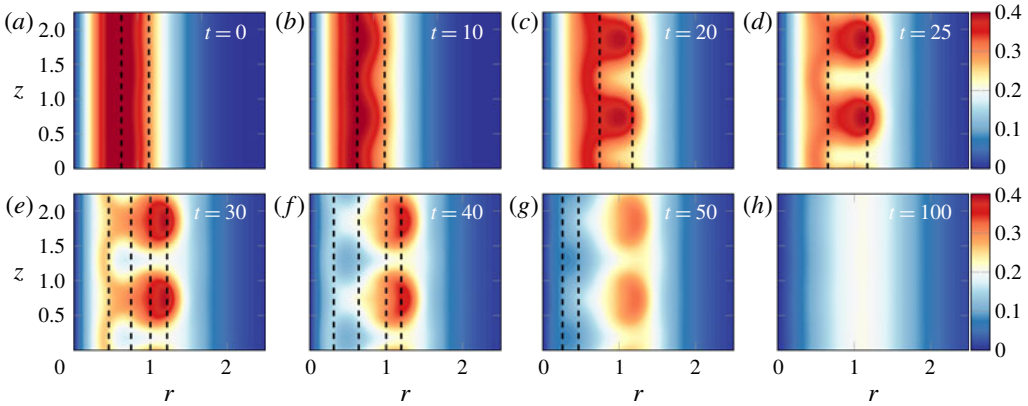 (a) t = 0 (b) t = 10 (c) t = 20 (d) t = 25
2.0 1.5 1.0 0.5 0
z
0.4 0.3 0.2 0.1 0
(e) t = 30 (f) t = 40 (g) t = 50 (h) t = 100
2.0 1.5 1.0 0.5
z
0.4 0.3 0.2 0.1 0
0 1 2 0 1 2 0 1 2 0 1 2
r r r r